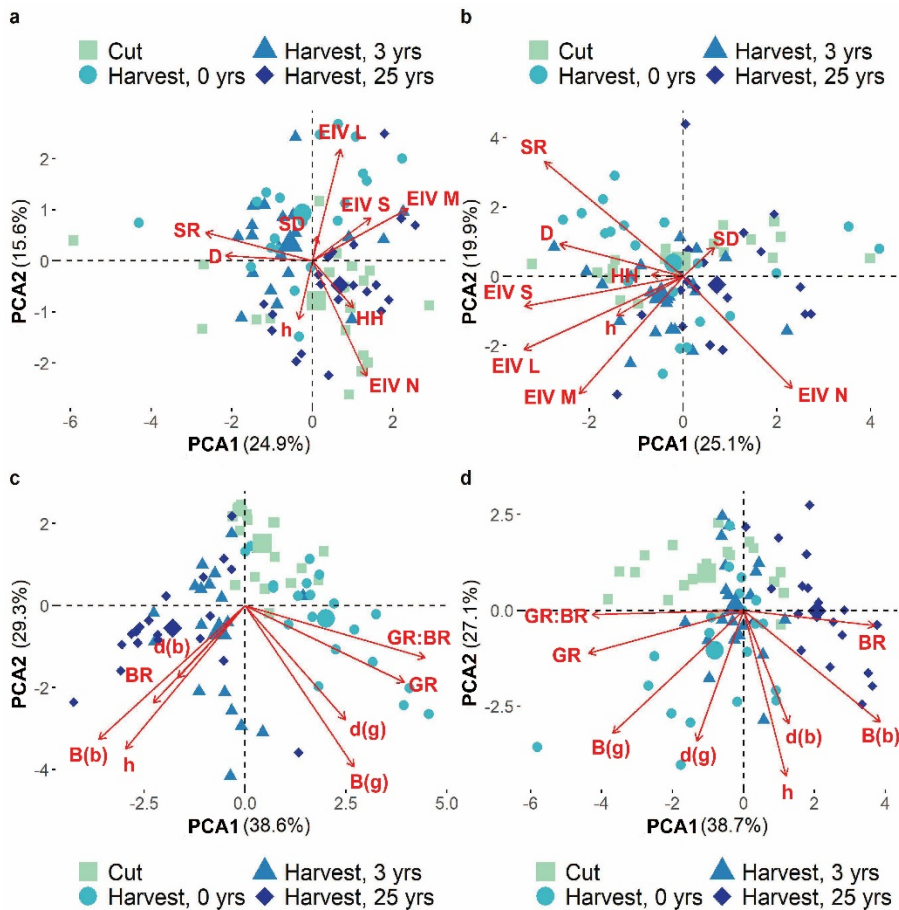 a
Cut
Harvest, 3 yrs
Harvest, 0 yrs
Harvest, 25 yrs
EIV L
EIV S
EIV M
SR
SD
D
h
HH
EIV N
2
1
0
-1
-2
-6
-4
-2
0
2
PCA2 (15.6%)
PCA1 (24.9%)
b
Cut
Harvest, 3 yrs
Harvest, 0 yrs
Harvest, 25 yrs
SR
D
SD
HH
EIV S
h
EIV L
EIV M
EIV N
4
2
0
-2
-2
0
2
4
PCA2 (19.9%)
PCA1 (25.1%)
c
d(b)
GR:BR
BR
GR
d(g)
B(b)
h
B(g)
2
0
-2
-4
-2.5
0.0
2.5
5.0
PCA2 (29.3%)
PCA1 (38.6%)
Cut
Harvest, 3 yrs
Harvest, 0 yrs
Harvest, 25 yrs
d
GR:BR
BR
GR
B(g)
d(g)
d(b)
B(b)
h
2.5
0.0
-2.5
-6
-4
-2
0
2
4
PCA2 (27.1%)
PCA1 (38.7%)
Cut
Harvest, 3 yrs
Harvest, 0 yrs
Harvest, 25 yrs